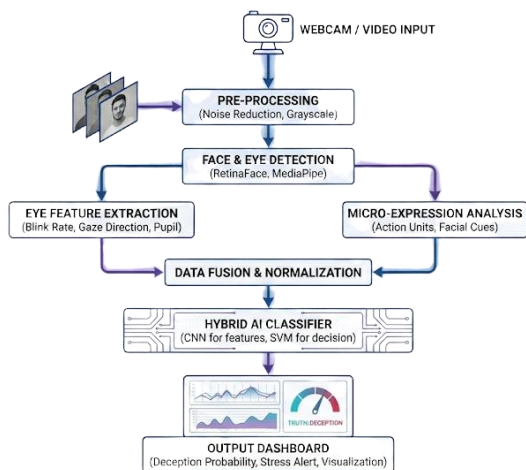 WEBCAM / VIDEO INPUT
PRE-PROCESSING
(Noise Reduction, Grayscale)
FACE & EYE DETECTION
(RetinaFace, MediaPipe)
EYE FEATURE EXTRACTION
(Blink Rate, Gaze Direction, Pupil)
MICRO-EXPRESSION ANALYSIS
(Action Units, Facial Cues)
DATA FUSION & NORMALIZATION
HYBRID AI CLASSIFIER
(CNN for features, SVM for decision)
TRUTH:DECEPTION
OUTPUT DASHBOARD
(Deception Probability, Stress Alert, Visualization)